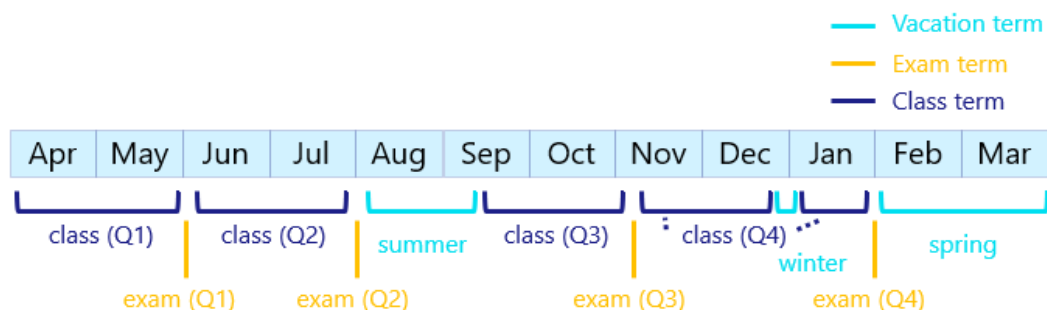 Vacation term
Exam term
Class term
Apr May Jun Jul Aug Sep Oct Nov Dec Jan Feb Mar
class (Q1) class (Q2) summer class (Q3) class (Q4) winter spring
exam (Q1) exam (Q2) exam (Q3) exam (Q4)